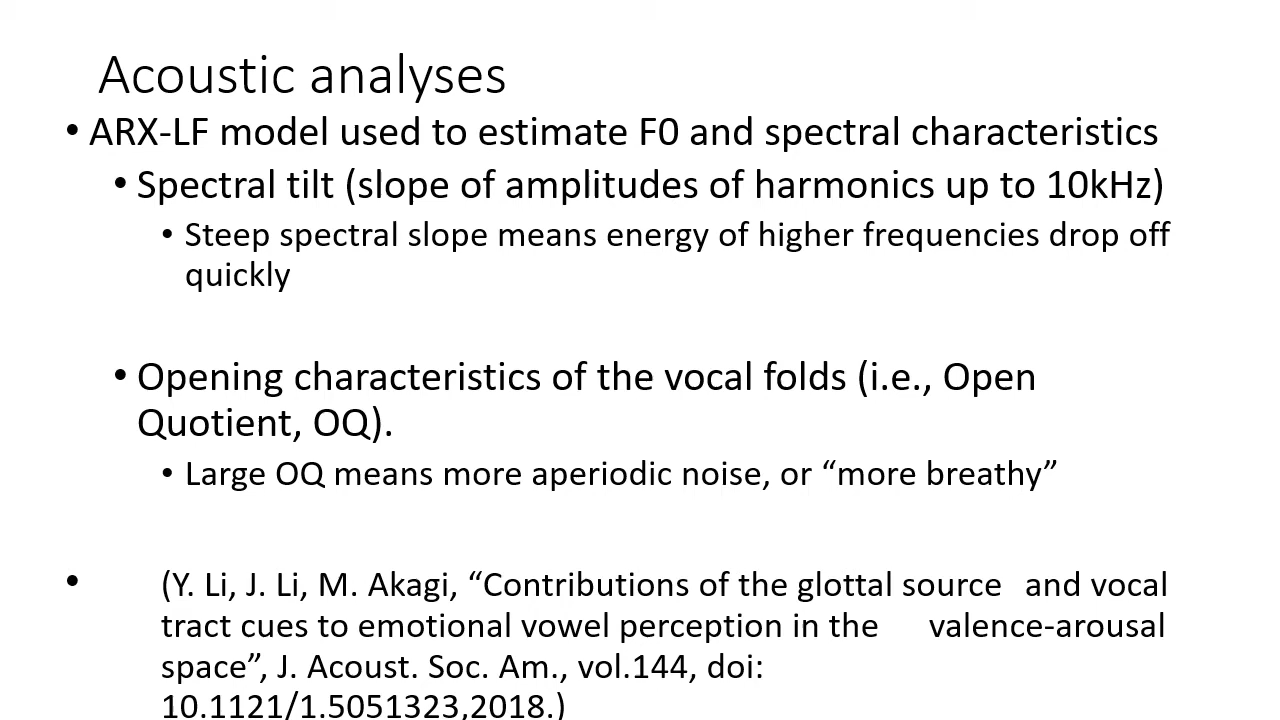 Acoustic analyses
• ARX-LF model used to estimate F0 and spectral characteristics
• Spectral tilt (slope of amplitudes of harmonics up to 10kHz)
• Steep spectral slope means energy of higher frequencies drop off
quickly
• Opening characteristics of the vocal folds (i.e., Open
Quotient, OQ).
• Large OQ means more aperiodic noise, or “more breathy”
• (Y. Li, J. Li, M. Akagi, “Contributions of the glottal source and vocal
tract cues to emotional vowel perception in the valence-arousal
space”, J. Acoust. Soc. Am., vol.144, doi:
10.1121/1.5051323,2018.)